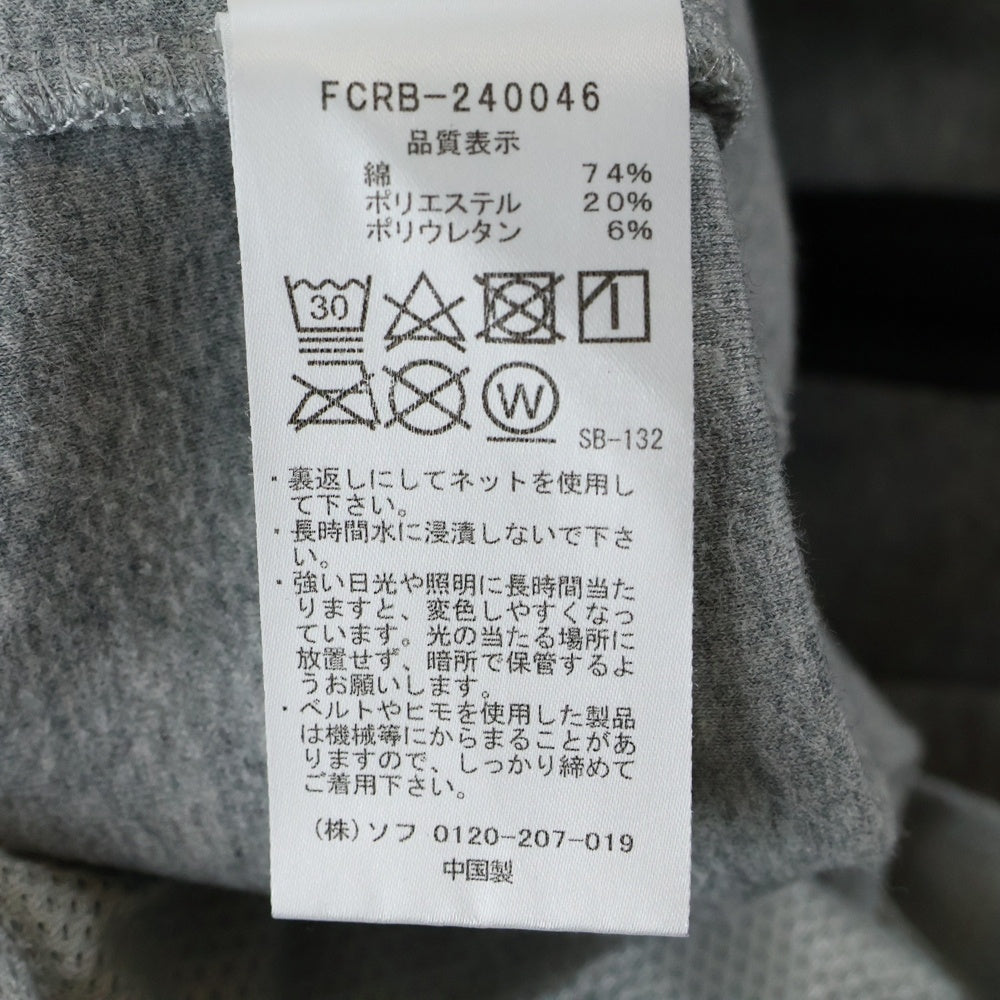 FCRB-240046
品質表示
綿 74%
ポリエステル 20%
ポリウレタン 6%
30
W
SB-132
・裏返しにしてネットを使用し
て下さい。
・長時間水に浸漬しないで下さ
い。
・強い日光や照明に長時間当た
りますと、変色しやすくなっ
ています。光の当たる場所に
放置せず、暗所で保管するよ
うお願いします。
・ベルトやヒモを使用した製品
は機械等にからまることがあ
りますので、しっかり締めて
ご着用下さい。
(株)ソフ 0120-207-019
中国製